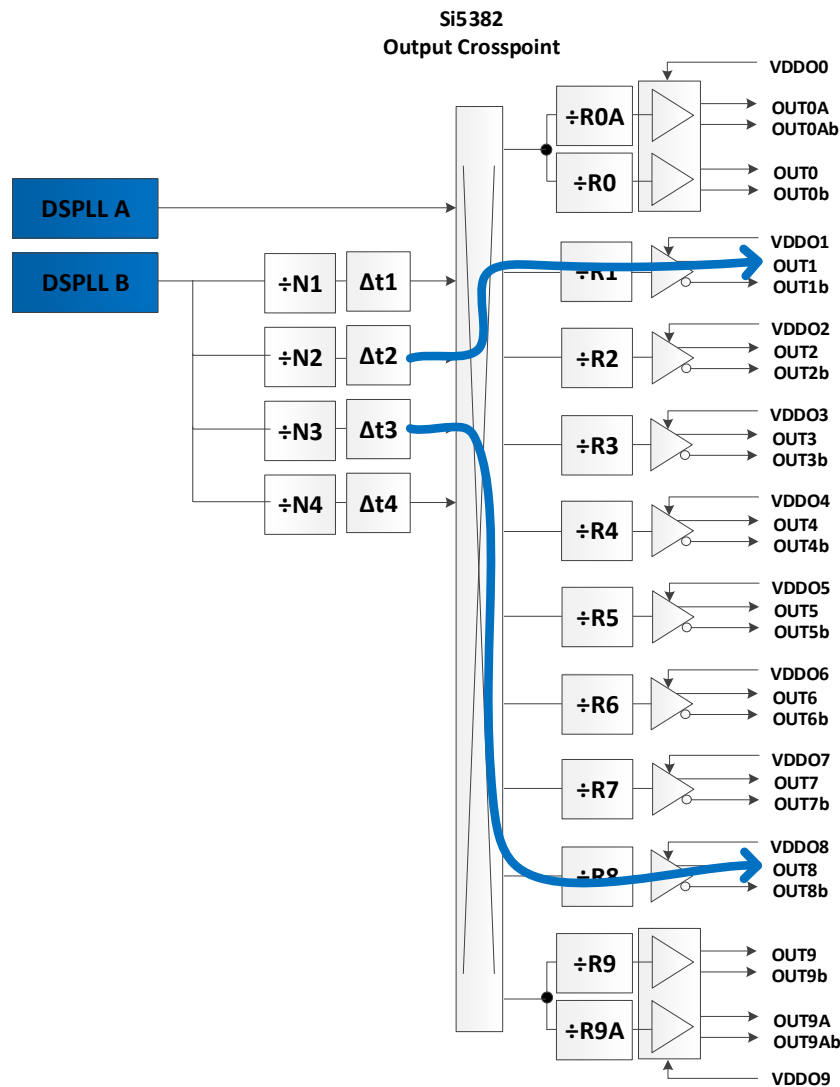 Si5382
Output Crosspoint
VDDO0
÷R0A
OUT0A
OUT0Ab
÷R0
OUT0
OUT0b
DSPLL A
DSPLL B
÷N1
Δt1
÷N2
Δt2
÷N3
Δt3
÷N4
Δt4
VDDO1
÷R1
OUT1
OUT1b
VDDO2
÷R2
OUT2
OUT2b
VDDO3
÷R3
OUT3
OUT3b
VDDO4
÷R4
OUT4
OUT4b
VDDO5
÷R5
OUT5
OUT5b
VDDO6
÷R6
OUT6
OUT6b
VDDO7
÷R7
OUT7
OUT7b
VDDO8
÷R8
OUT8
OUT8b
÷R9
OUT9
OUT9b
÷R9A
OUT9A
OUT9Ab
VDDO9